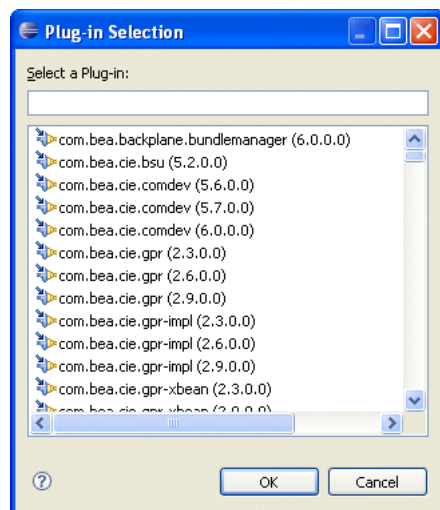 Plug-in Selection
Select a Plug-in:
com.bea.backplane.bundlemanager (6.0.0.0)
com.bea.cie.bsu (5.2.0.0)
com.bea.cie.comdev (5.6.0.0)
com.bea.cie.comdev (5.7.0.0)
com.bea.cie.comdev (6.0.0.0)
com.bea.cie.gpr (2.3.0.0)
com.bea.cie.gpr (2.6.0.0)
com.bea.cie.gpr (2.9.0.0)
com.bea.cie.gpr-impl (2.3.0.0)
com.bea.cie.gpr-impl (2.6.0.0)
com.bea.cie.gpr-impl (2.9.0.0)
com.bea.cie.gpr-xbean (2.3.0.0)
com.bea.cie.gpr-xbean
OK Cancel